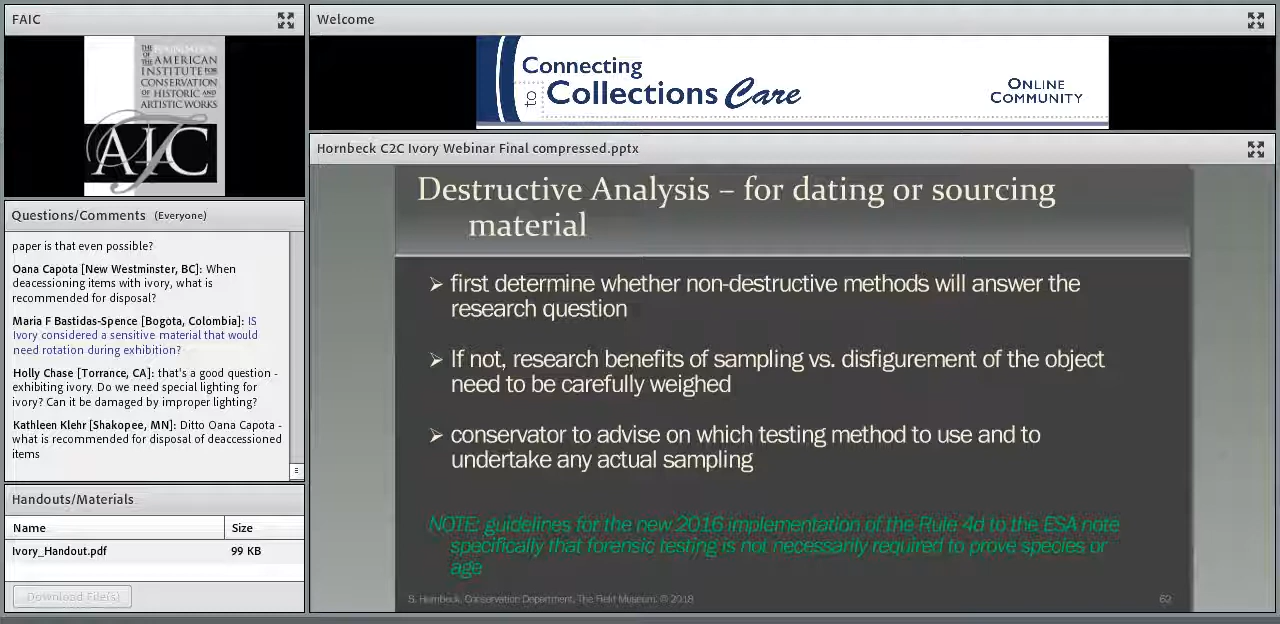 FAIC
THE FOUNDATION
OF THE AMERICAN
INSTITUTE FOR
CONSERVATION
OF HISTORIC AND
ARTISTIC WORKS
AIC
Welcome
Connecting
to Collections Care
ONLINE
COMMUNITY
Questions/Comments (Everyone)
paper is that even possible?
Oana Capota [New Westminster, BC]: When
deacessioning items with ivory, what is
recommended for disposal?
Maria F Bastidas-Spence [Bogota, Colombia]: IS
Ivory considered a sensitive material that would
need rotation during exhibition?
Holly Chase [Torrance, CA]: that's a good question -
exhibiting ivory. Do we need special lighting for
ivory? Can it be damaged by improper lighting?
Kathleen Klehr [Shakopee, MN]: Ditto Oana Capota -
what is recommended for disposal of deaccessioned
items
Handouts/Materials
Name Size
Ivory_Handout.pdf 99 KB
Download File(s)
Hornbeck C2C Ivory Webinar Final compressed.pptx
Destructive Analysis – for dating or sourcing
material
➢ first determine whether non-destructive methods will answer the
research question
➢ If not, research benefits of sampling vs. disfigurement of the object
need to be carefully weighed
➢ conservator to advise on which testing method to use and to
undertake any actual sampling
NOTE: guidelines for the new 2016 implementation of the Rule 4d to the ESA note
specifically that forensic testing is not necessarily required to prove species or
age
S. Hornbeck, Conservation Department, The Field Museum. © 2018
62